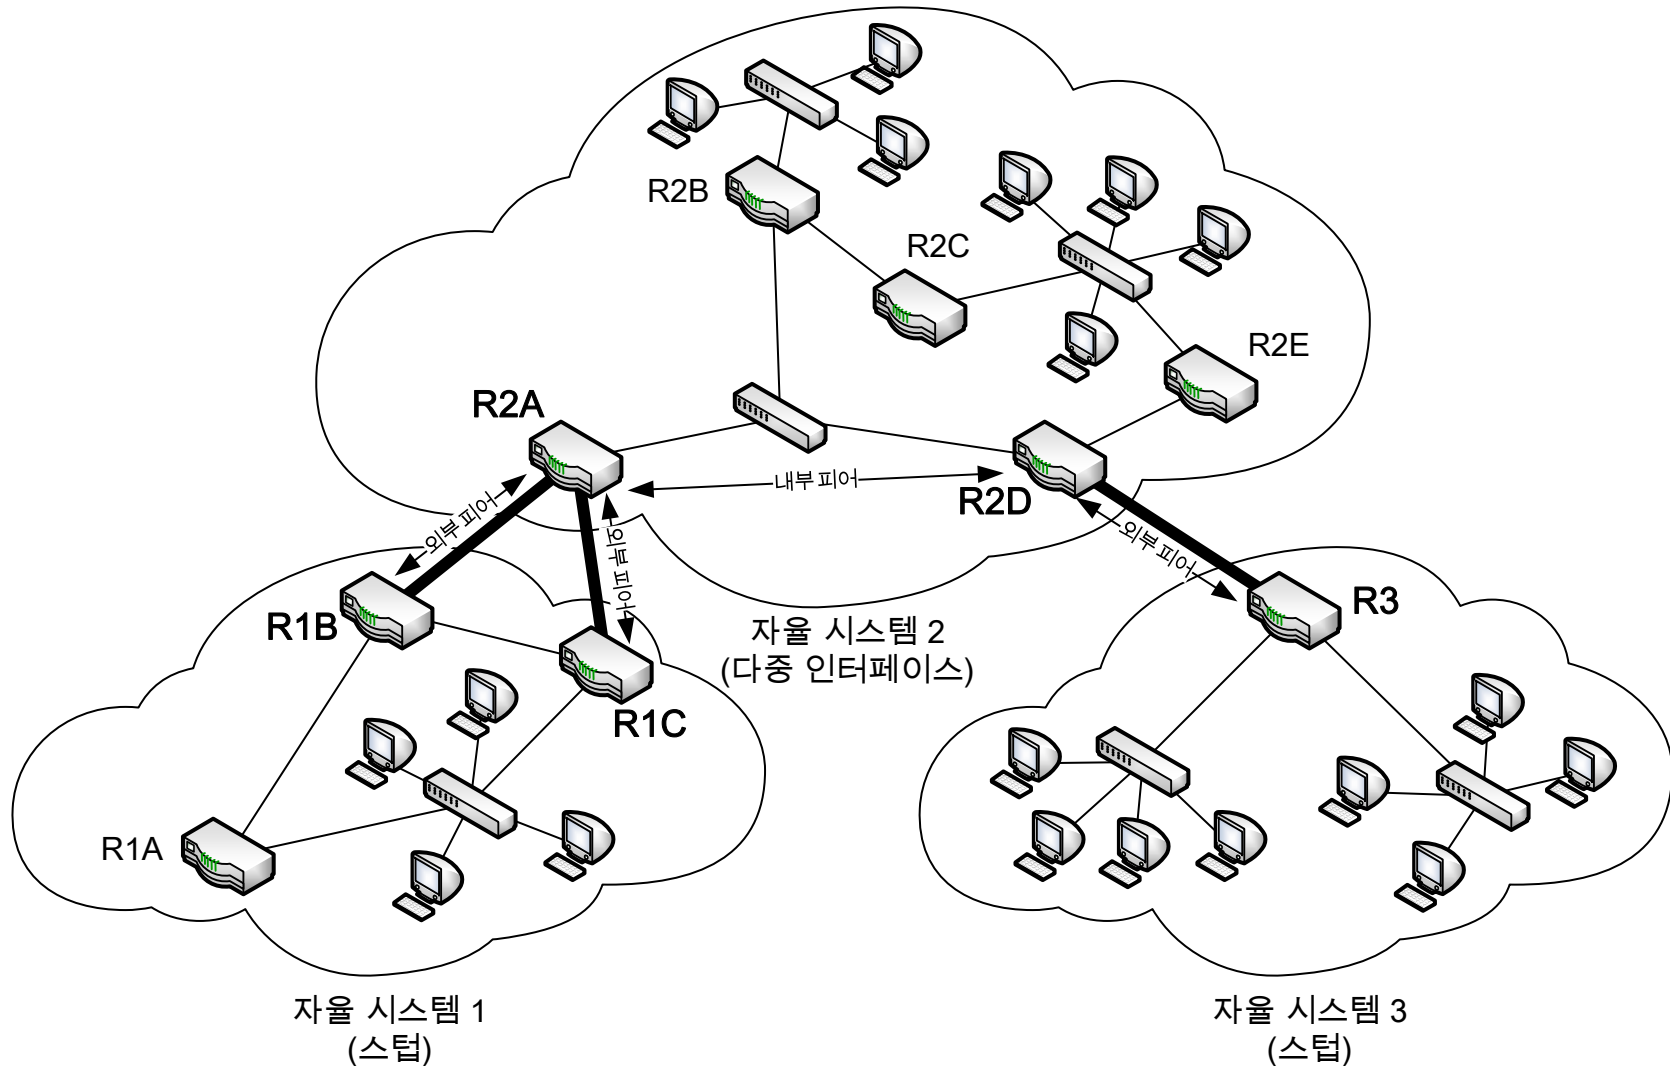 R2B
R2C
R2E
R2A
내부 피어
R2D
외부 피어
외부 피어
외부 피어
R1B
R3
자율 시스템 2
(다중 인터페이스)
R1C
R1A
자율 시스템 1
(스텁)
자율 시스템 3
(스텁)